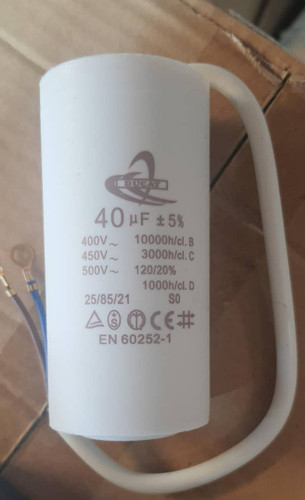 DUCATI
40 µF ± 5%
400V~ 10000h/cl. B
450V~ 3000h/cl. C
500V~ 120/20%
1000h/cl. D
25/85/21 S0
CE
EN 60252-1